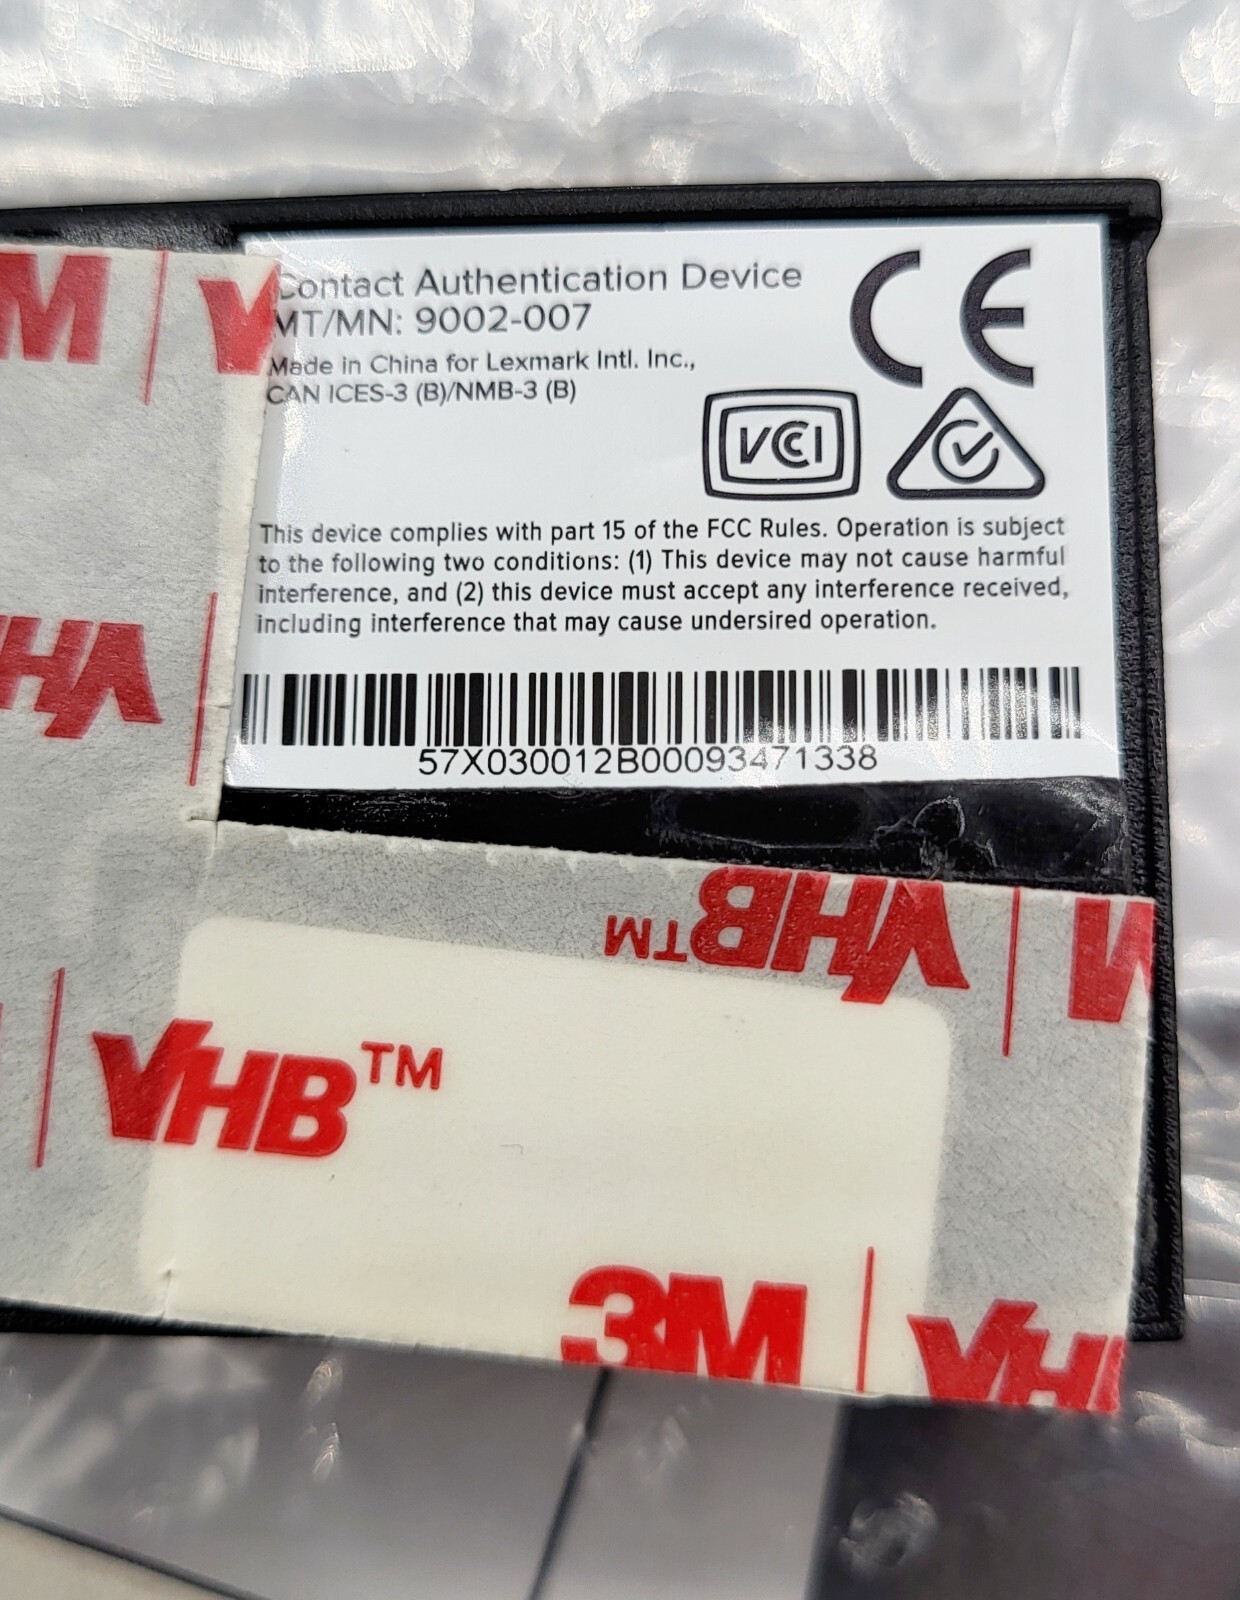 Contact Authentication Device
MT/MN: 9002-007
Made in China for Lexmark Intl. Inc.,
CAN ICES-3 (B)/NMB-3 (B)
CE
VCCI
This device complies with part 15 of the FCC Rules. Operation is subject
to the following two conditions: (1) This device may not cause harmful
interference, and (2) this device must accept any interference received,
including interference that may cause undersired operation.
57X030012B00093471338
M | V
VH |
VHB™ | M
| VHB™
3M | VH